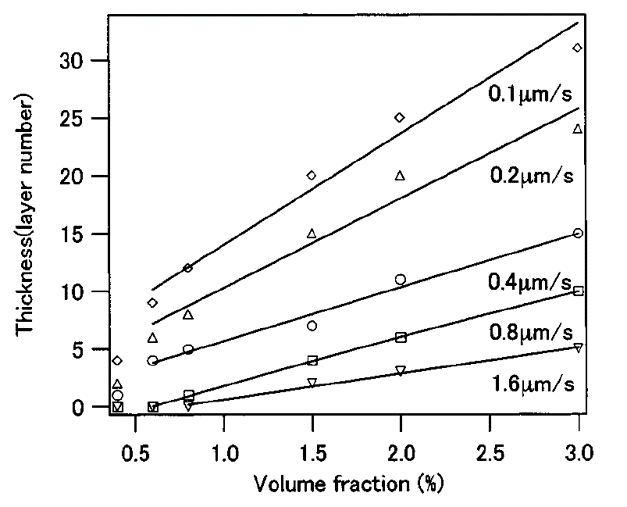 Thickness(layer number)
30
25
20
15
10
5
0
0.1μm/s
0.2μm/s
0.4μm/s
0.8μm/s
1.6μm/s
0.5 1.0 1.5 2.0 2.5 3.0
Volume fraction (%)